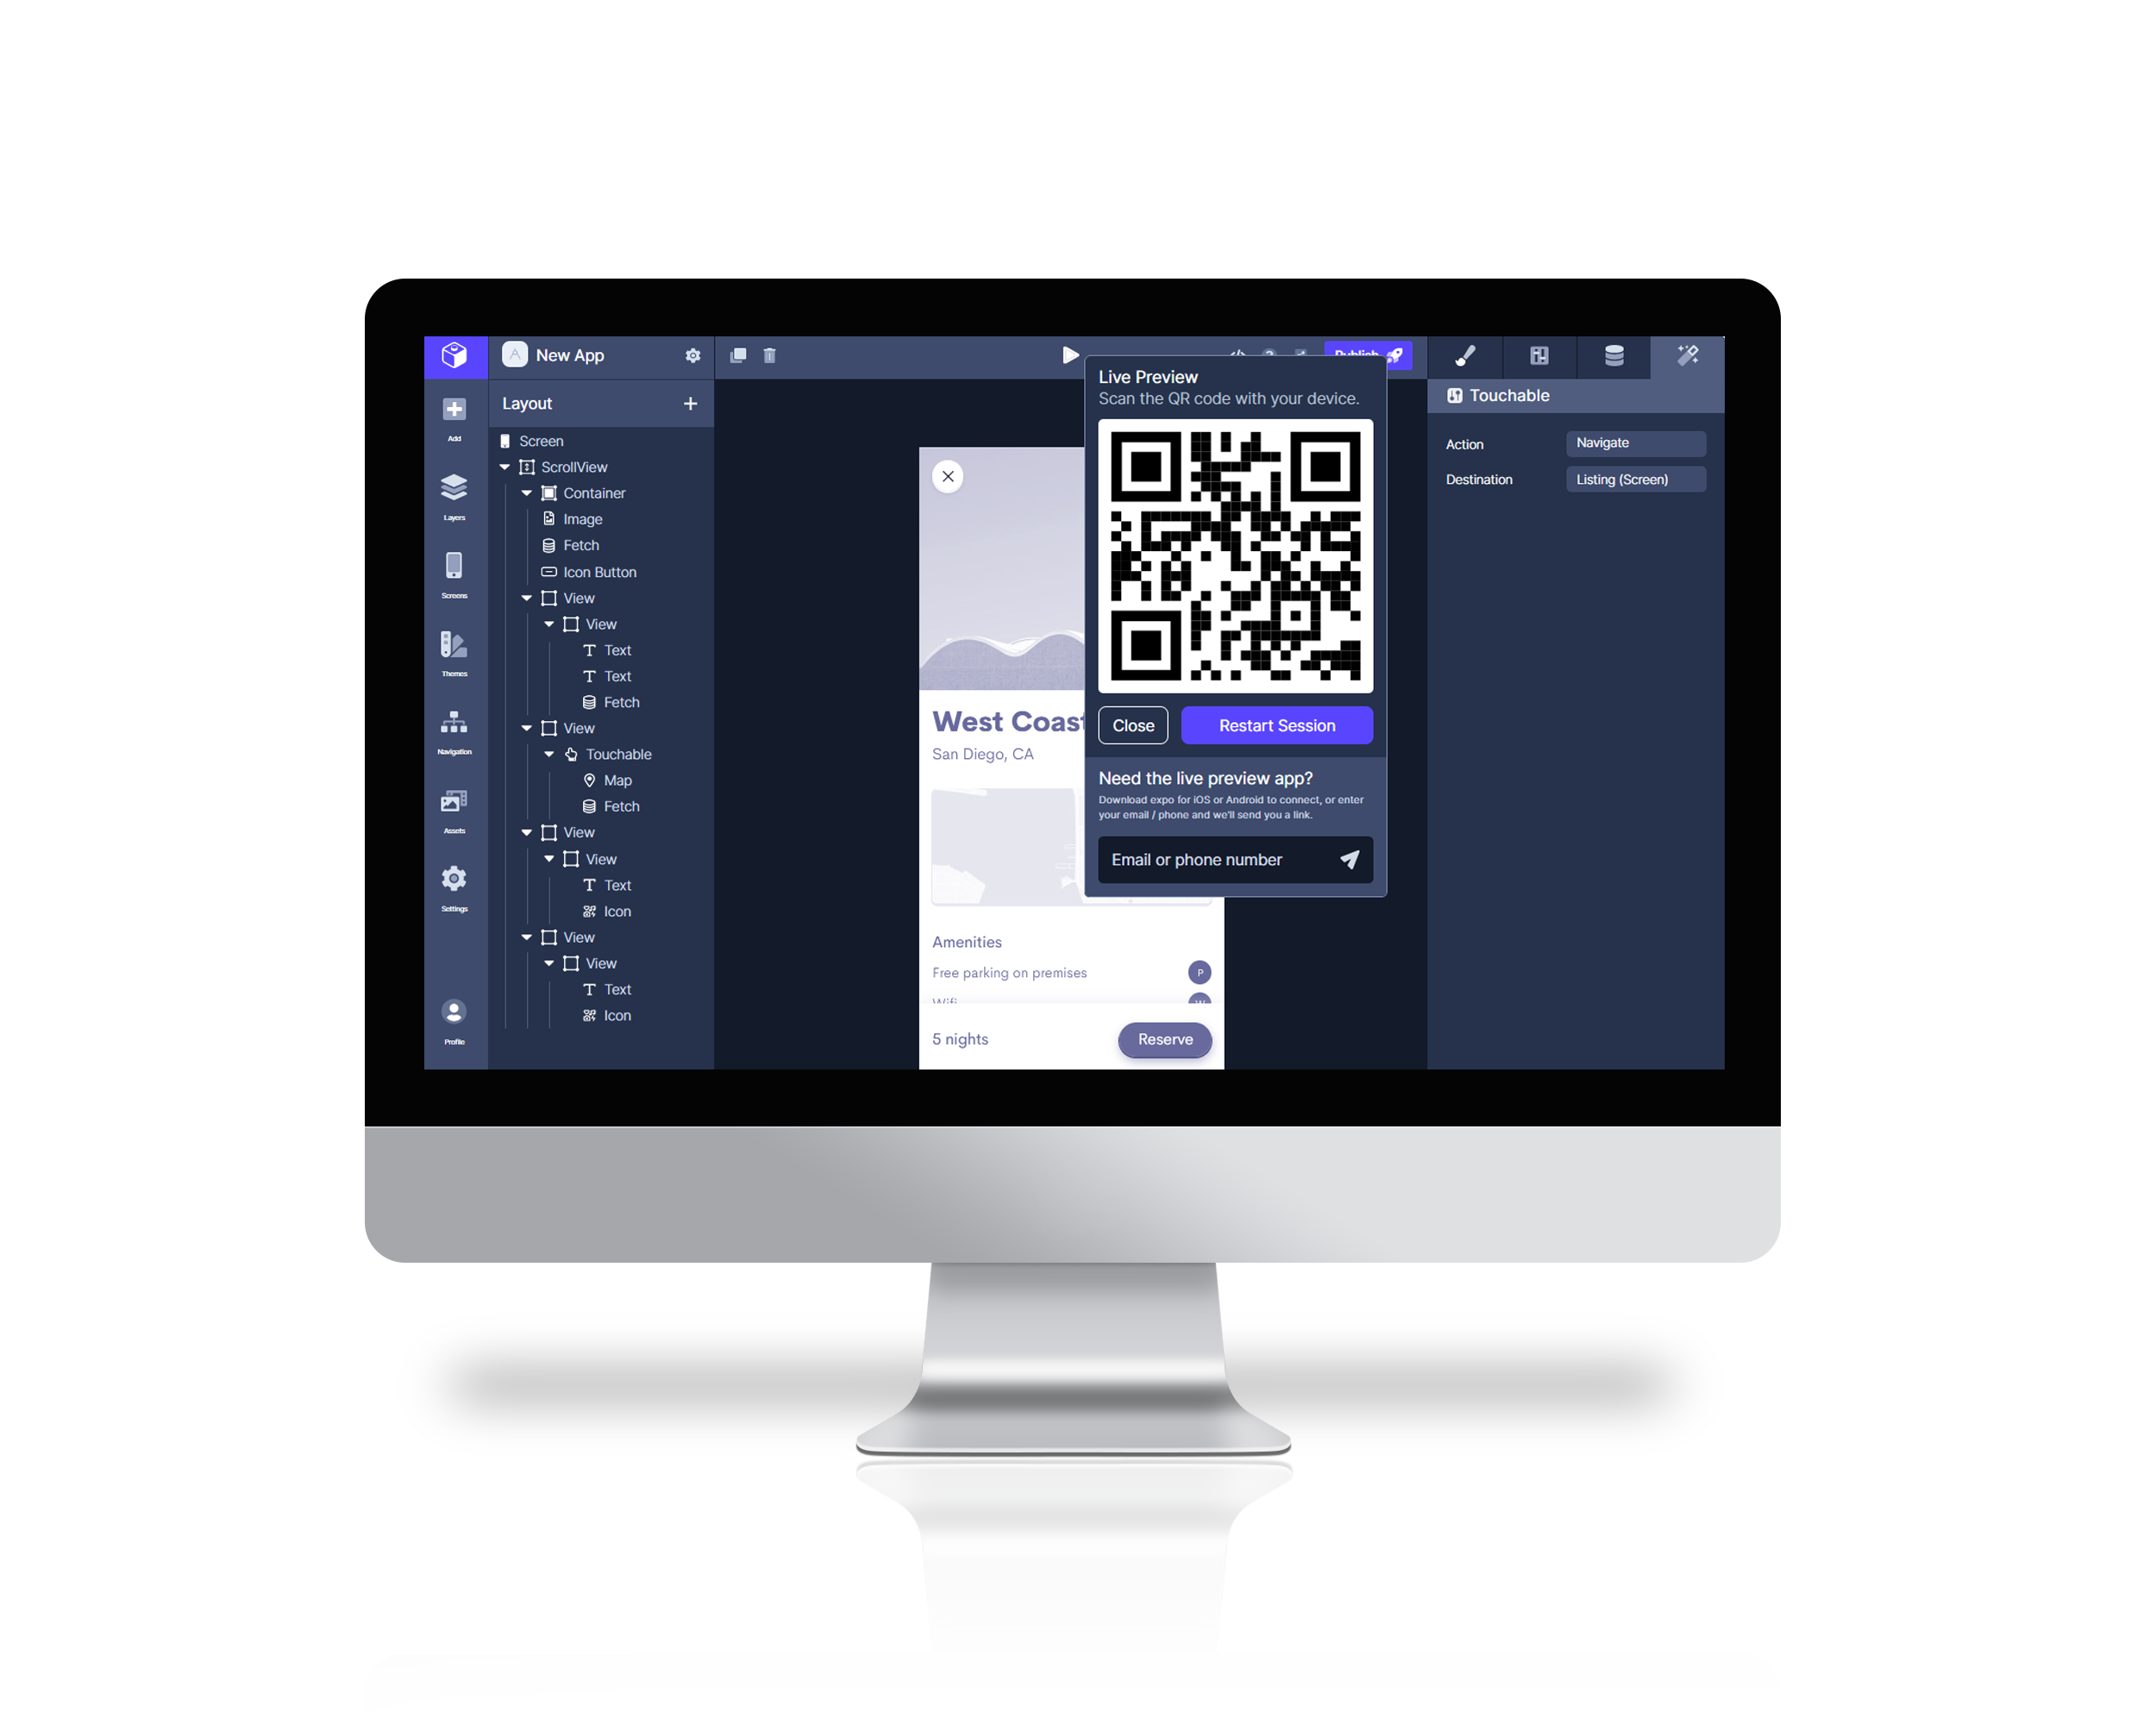 New App
Publish
Add
Layers
Screens
Themes
Navigation
Assets
Settings
Profile
Layout
Screen
ScrollView
Container
Image
Fetch
Icon Button
View
View
Text
Text
Fetch
View
Touchable
Map
Fetch
View
View
Text
Icon
View
View
Text
Icon
West Coast
San Diego, CA
Amenities
Free parking on premises
P
Wifi
5 nights
Reserve
Live Preview
Scan the QR code with your device.
Close
Restart Session
Need the live preview app?
Download expo for iOS or Android to connect, or enter
your email / phone and we'll send you a link.
Email or phone number
Touchable
Action
Navigate
Destination
Listing (Screen)